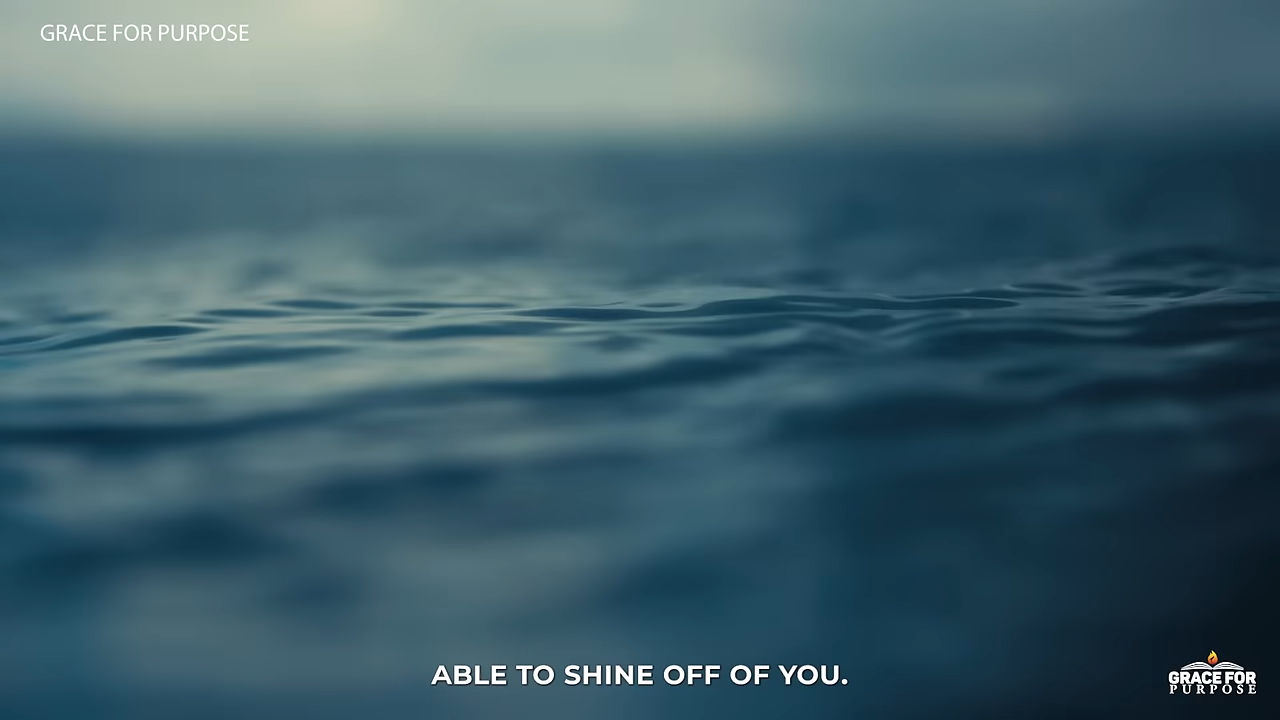 GRACE FOR PURPOSE
ABLE TO SHINE OFF OF YOU.
GRACE FOR
PURPOSE